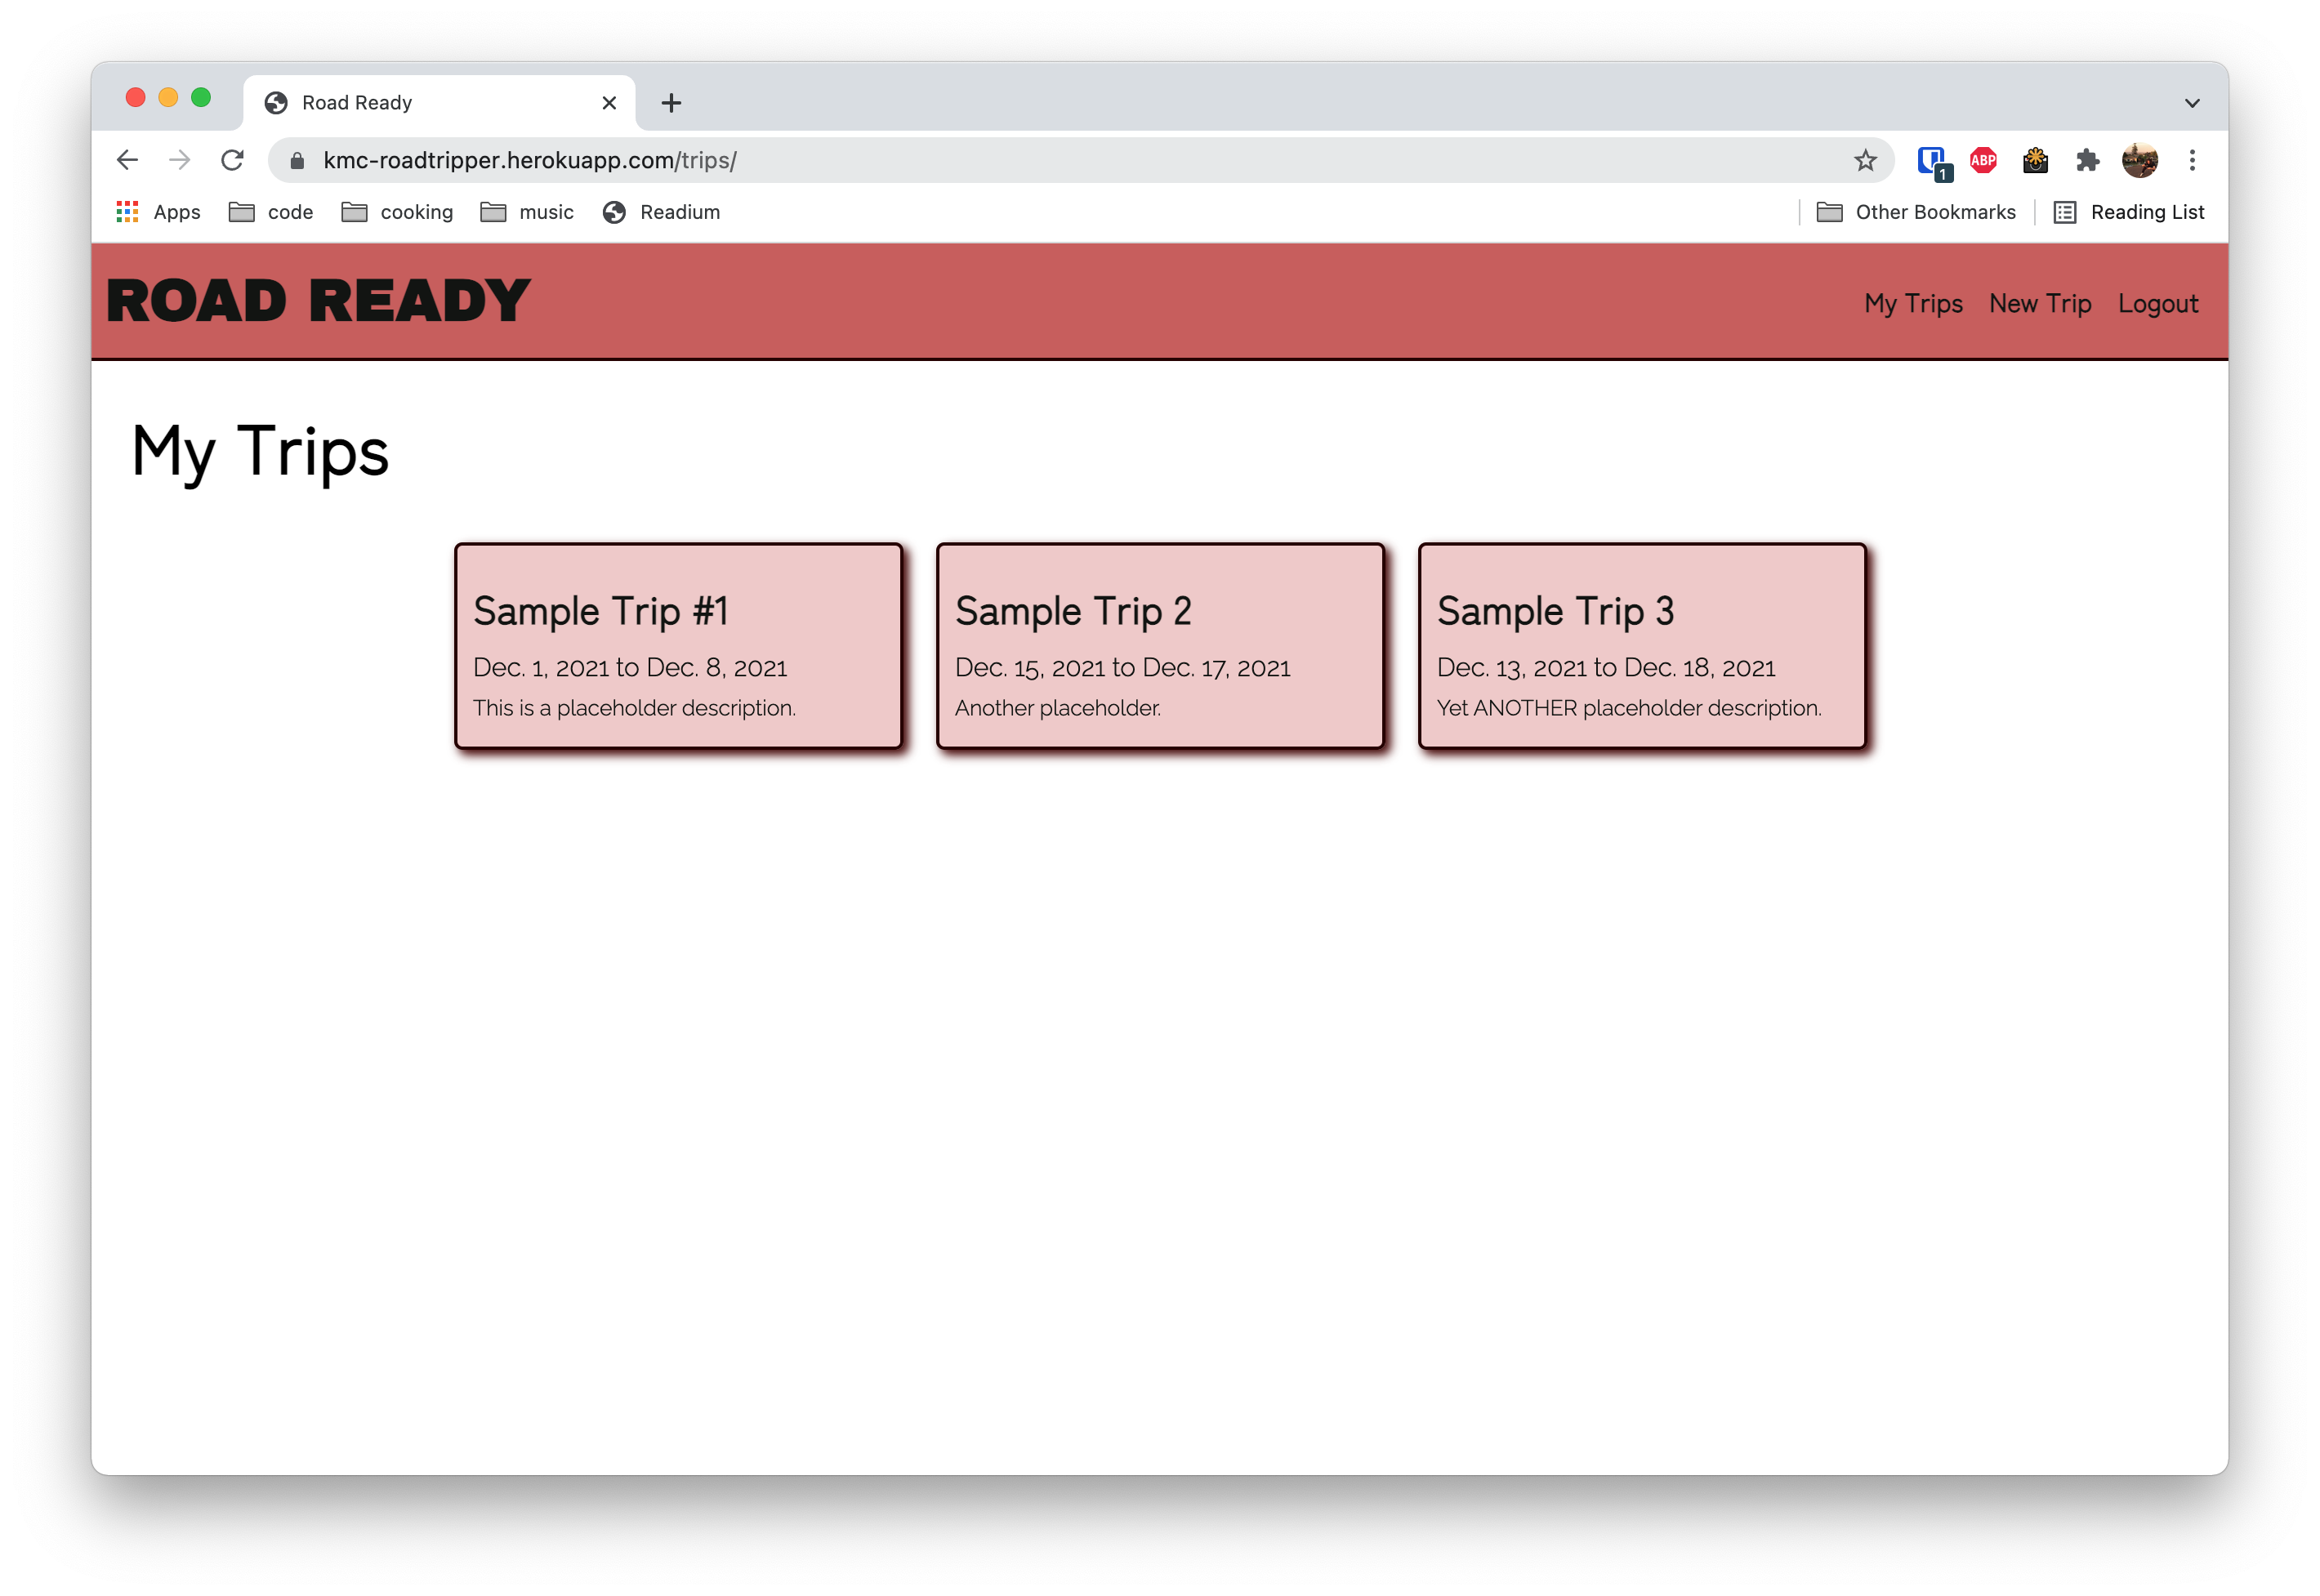 Road Ready
kmc-roadtripper.herokuapp.com/trips/
ABP
1
Apps code cooking music Readium Other Bookmarks Reading List
ROAD READY
My Trips New Trip Logout
My Trips
Sample Trip #1
Dec. 1, 2021 to Dec. 8, 2021
This is a placeholder description.
Sample Trip 2
Dec. 15, 2021 to Dec. 17, 2021
Another placeholder.
Sample Trip 3
Dec. 13, 2021 to Dec. 18, 2021
Yet ANOTHER placeholder description.